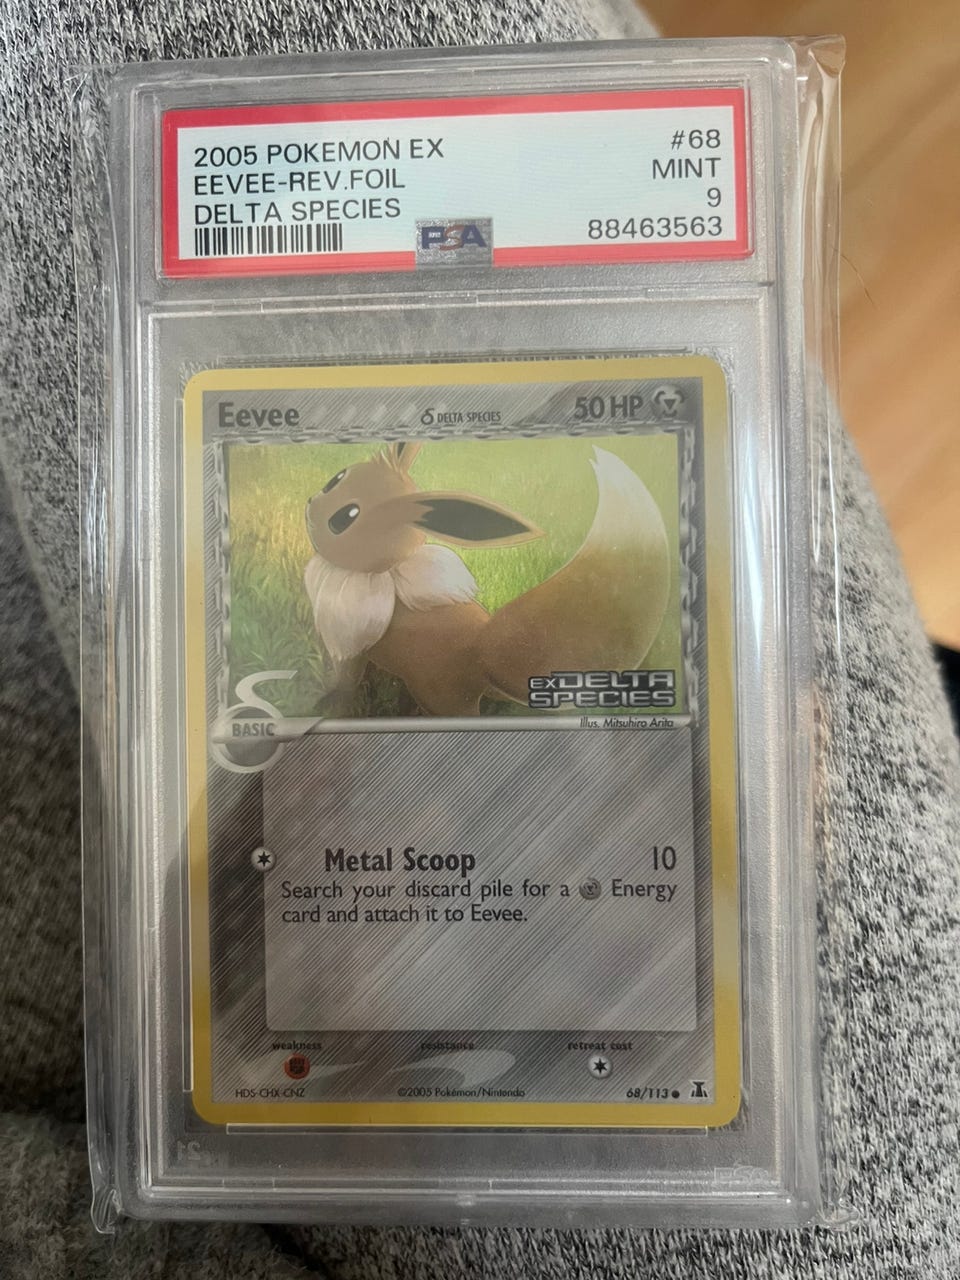 2005 POKEMON EX #68
EEVEE-REV.FOIL MINT
DELTA SPECIES 9
PSA 88463563
Eevee δ DELTA SPECIES 50 HP
EX DELTA
SPECIES
BASIC Illus. Mitsuhiro Arita
Metal Scoop 10
Search your discard pile for a Energy
card and attach it to Eevee.
weakness resistance retreat cost
HDS-CHX-CNZ ©2005 Pokémon/Nintendo 68/113